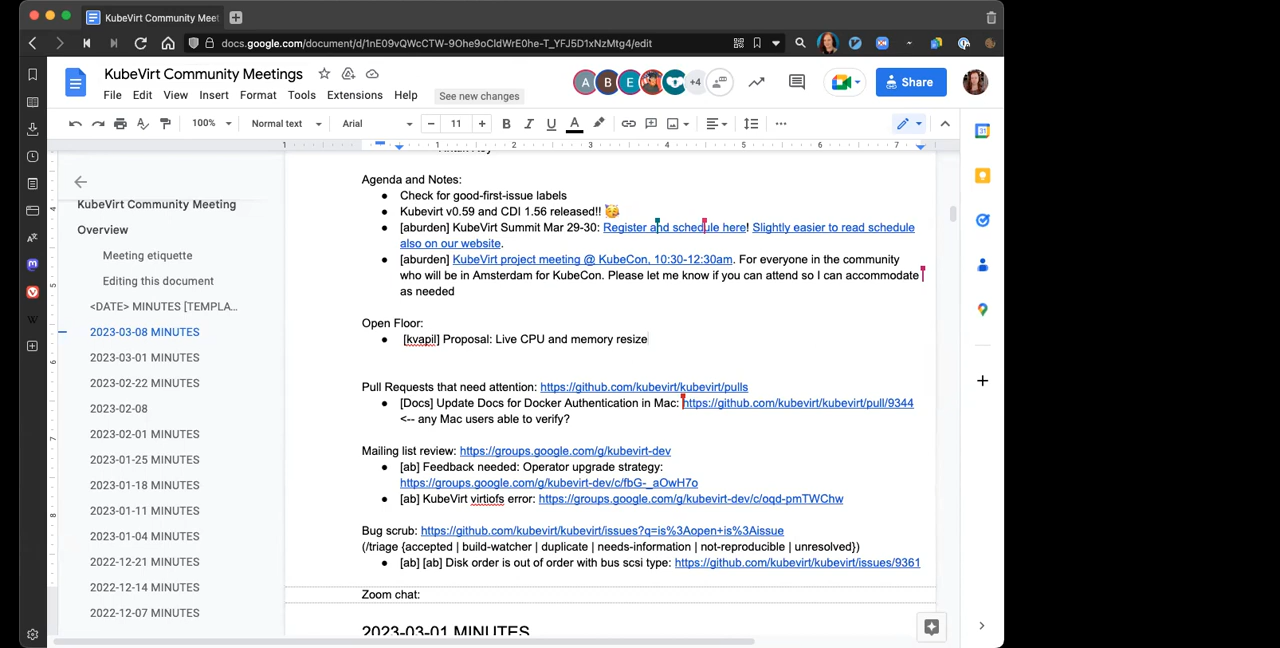 KubeVirt Community Meet
docs.google.com/document/d/1nE09vQWcCTW-9Ohe9oCldWrE0he-T_YFJ5D1xNzMtg4/edit
KubeVirt Community Meetings
File Edit View Insert Format Tools Extensions Help See new changes
A B E +4 Share
100% Normal text Arial 11 B I U A
1 1 2 3 4 5 6 7
KubeVirt Community Meeting
Overview
Meeting etiquette
Editing this document
<DATE> MINUTES [TEMPLA...
2023-03-08 MINUTES
2023-03-01 MINUTES
2023-02-22 MINUTES
2023-02-08
2023-02-01 MINUTES
2023-01-25 MINUTES
2023-01-18 MINUTES
2023-01-11 MINUTES
2023-01-04 MINUTES
2022-12-21 MINUTES
2022-12-14 MINUTES
2022-12-07 MINUTES
Agenda and Notes:
● Check for good-first-issue labels
● Kubevirt v0.59 and CDI 1.56 released!! 🥳
● [aburden] KubeVirt Summit Mar 29-30: Register and schedule here! Slightly easier to read schedule
also on our website.
● [aburden] KubeVirt project meeting @ KubeCon, 10:30-12:30am. For everyone in the community
who will be in Amsterdam for KubeCon. Please let me know if you can attend so I can accommodate
as needed
Open Floor:
● [kvapil] Proposal: Live CPU and memory resize
Pull Requests that need attention: https://github.com/kubevirt/kubevirt/pulls
● [Docs] Update Docs for Docker Authentication in Mac: https://github.com/kubevirt/kubevirt/pull/9344
<-- any Mac users able to verify?
Mailing list review: https://groups.google.com/g/kubevirt-dev
● [ab] Feedback needed: Operator upgrade strategy:
https://groups.google.com/g/kubevirt-dev/c/fbG-_aOwH7o
● [ab] KubeVirt virtiofs error: https://groups.google.com/g/kubevirt-dev/c/oqd-pmTWChw
Bug scrub: https://github.com/kubevirt/kubevirt/issues?q=is%3Aopen+is%3Aissue
(/triage {accepted | build-watcher | duplicate | needs-information | not-reproducible | unresolved})
● [ab] [ab] Disk order is out of order with bus scsi type: https://github.com/kubevirt/kubevirt/issues/9361
Zoom chat:
2023-03-01 MINUTES